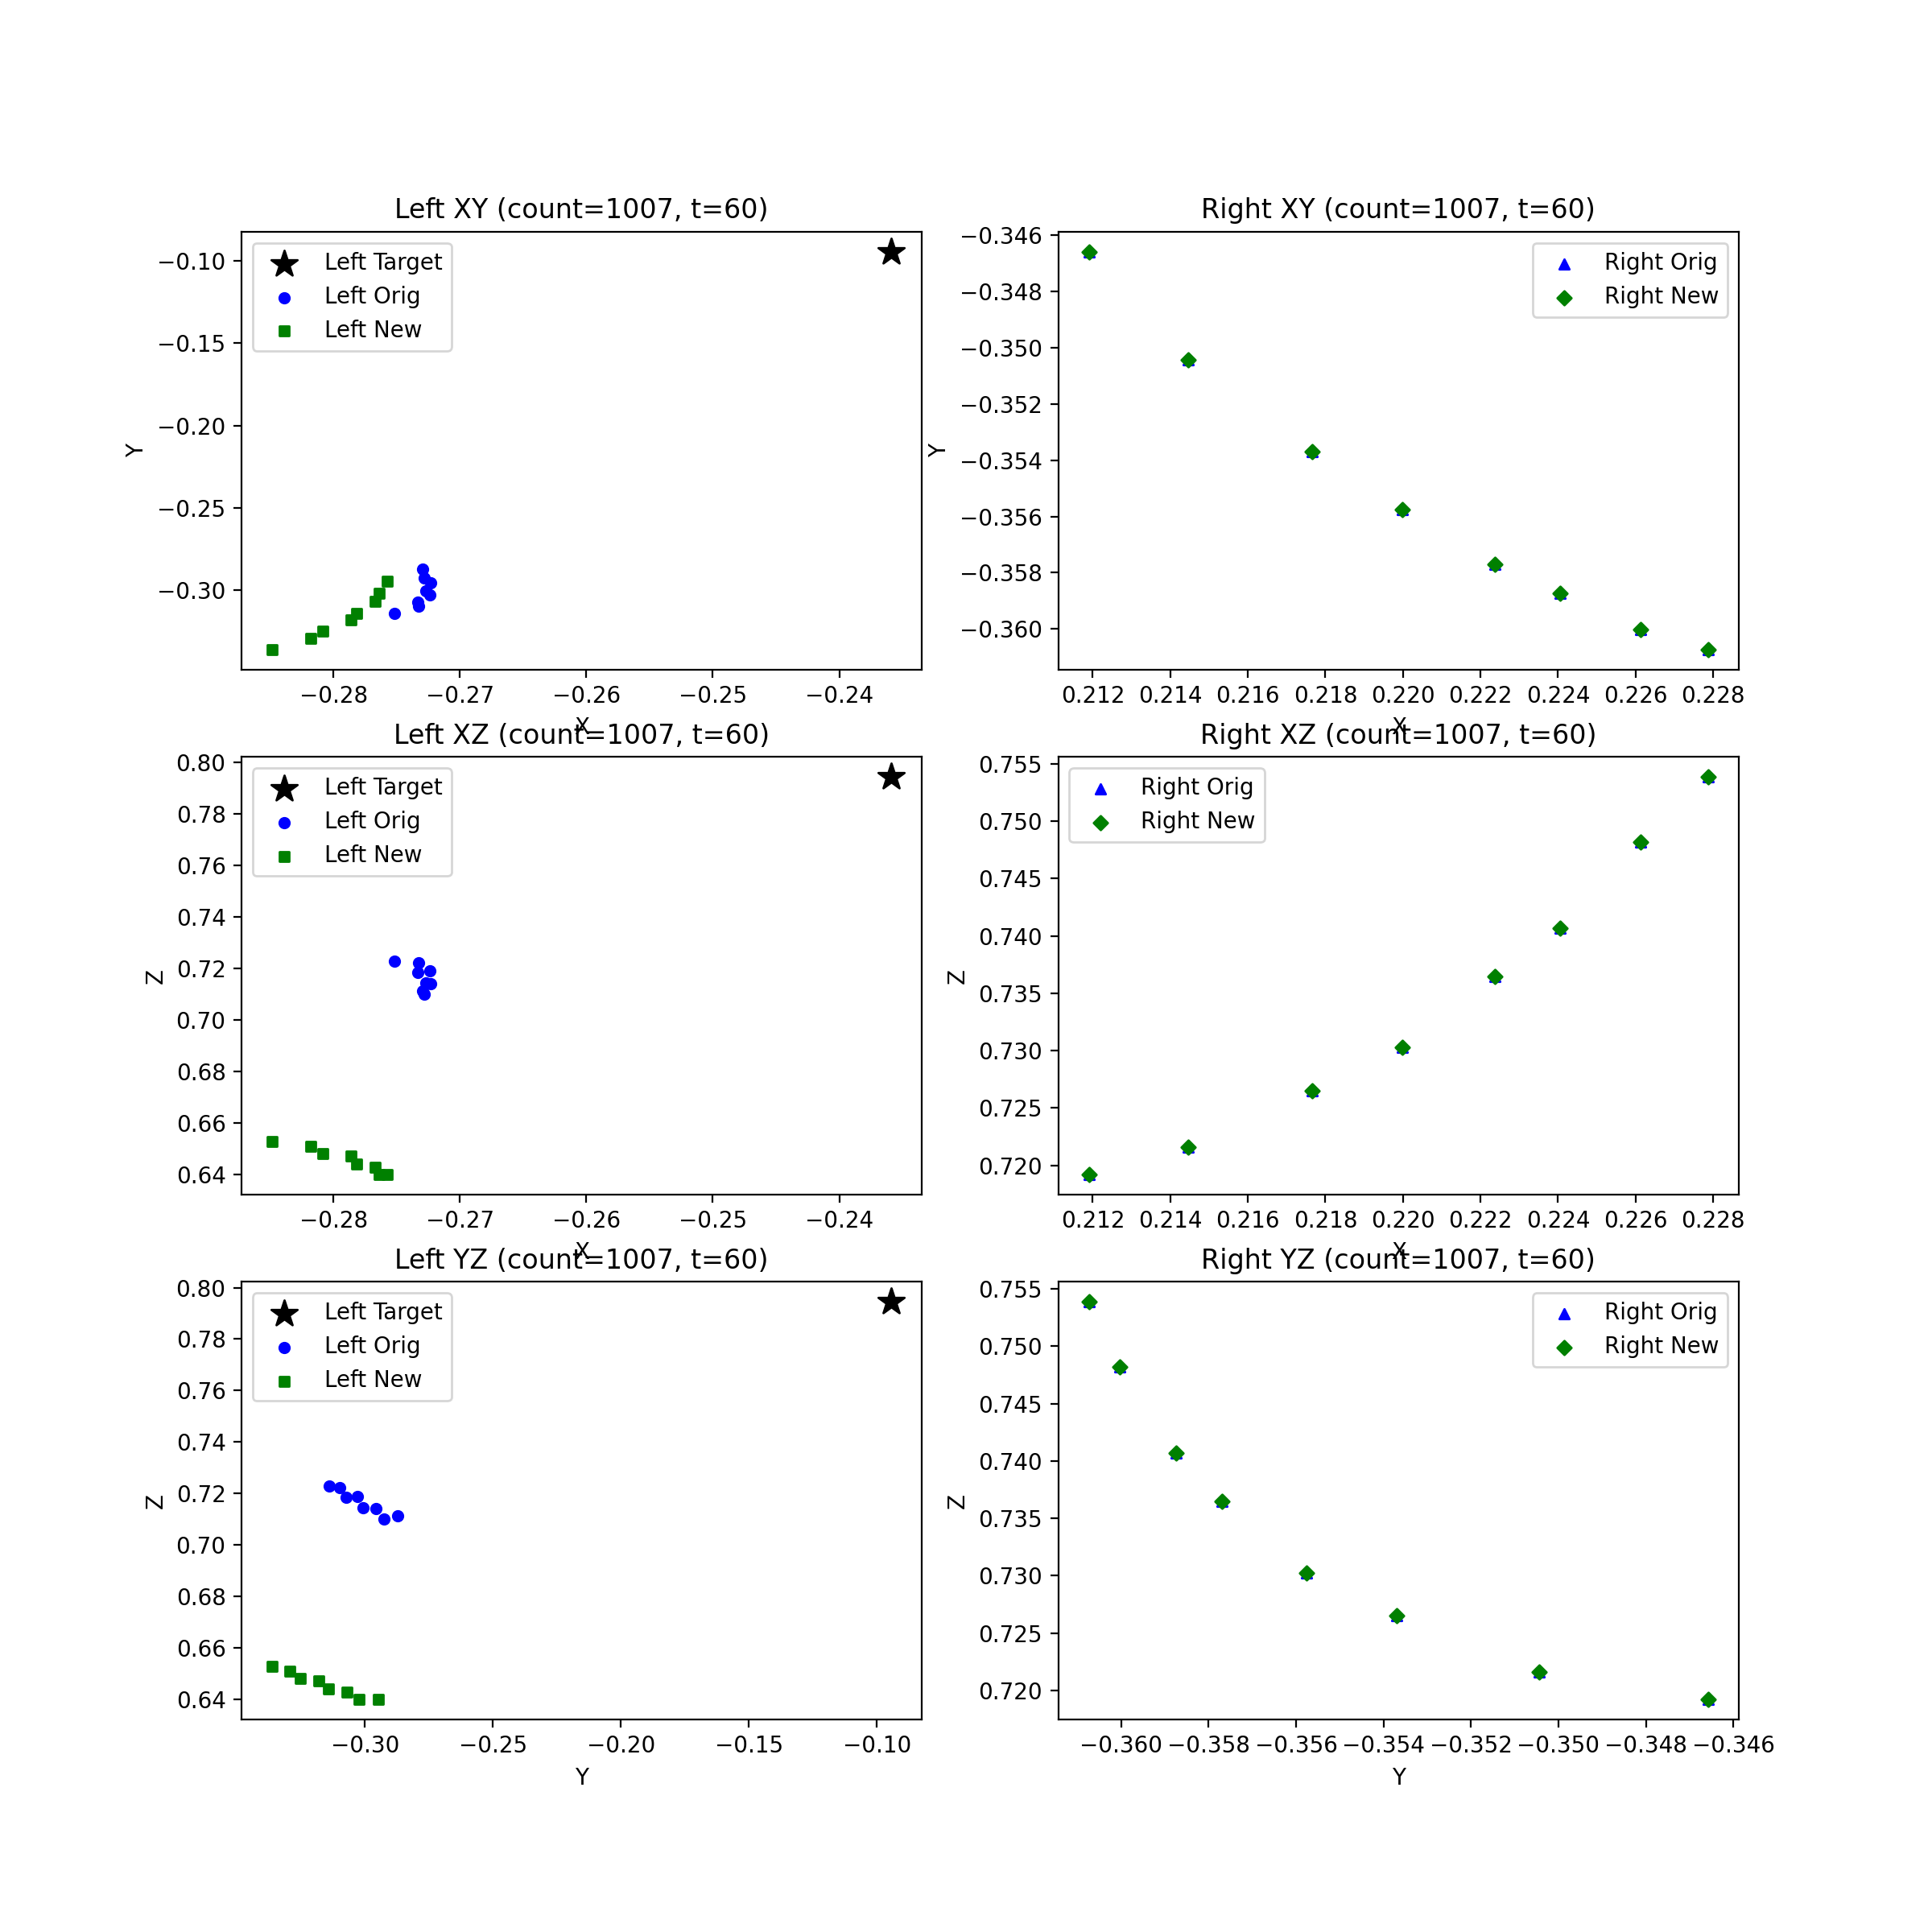 Left XY (count=1007, t=60)
Left Target
Left Orig
Left New
Y
−0.10
−0.15
−0.20
−0.25
−0.30
−0.28
−0.27
−0.26
−0.25
−0.24
X
Right XY (count=1007, t=60)
Right Orig
Right New
Y
−0.346
−0.348
−0.350
−0.352
−0.354
−0.356
−0.358
−0.360
0.212
0.214
0.216
0.218
0.220
0.222
0.224
0.226
0.228
X
Left XZ (count=1007, t=60)
Left Target
Left Orig
Left New
Z
0.80
0.78
0.76
0.74
0.72
0.70
0.68
0.66
0.64
−0.28
−0.27
−0.26
−0.25
−0.24
X
Right XZ (count=1007, t=60)
Right Orig
Right New
Z
0.755
0.750
0.745
0.740
0.735
0.730
0.725
0.720
0.212
0.214
0.216
0.218
0.220
0.222
0.224
0.226
0.228
X
Left YZ (count=1007, t=60)
Left Target
Left Orig
Left New
Z
0.80
0.78
0.76
0.74
0.72
0.70
0.68
0.66
0.64
−0.30
−0.25
−0.20
−0.15
−0.10
Y
Right YZ (count=1007, t=60)
Right Orig
Right New
Z
0.755
0.750
0.745
0.740
0.735
0.730
0.725
0.720
−0.360
−0.358
−0.356
−0.354
−0.352
−0.350
−0.348
−0.346
Y